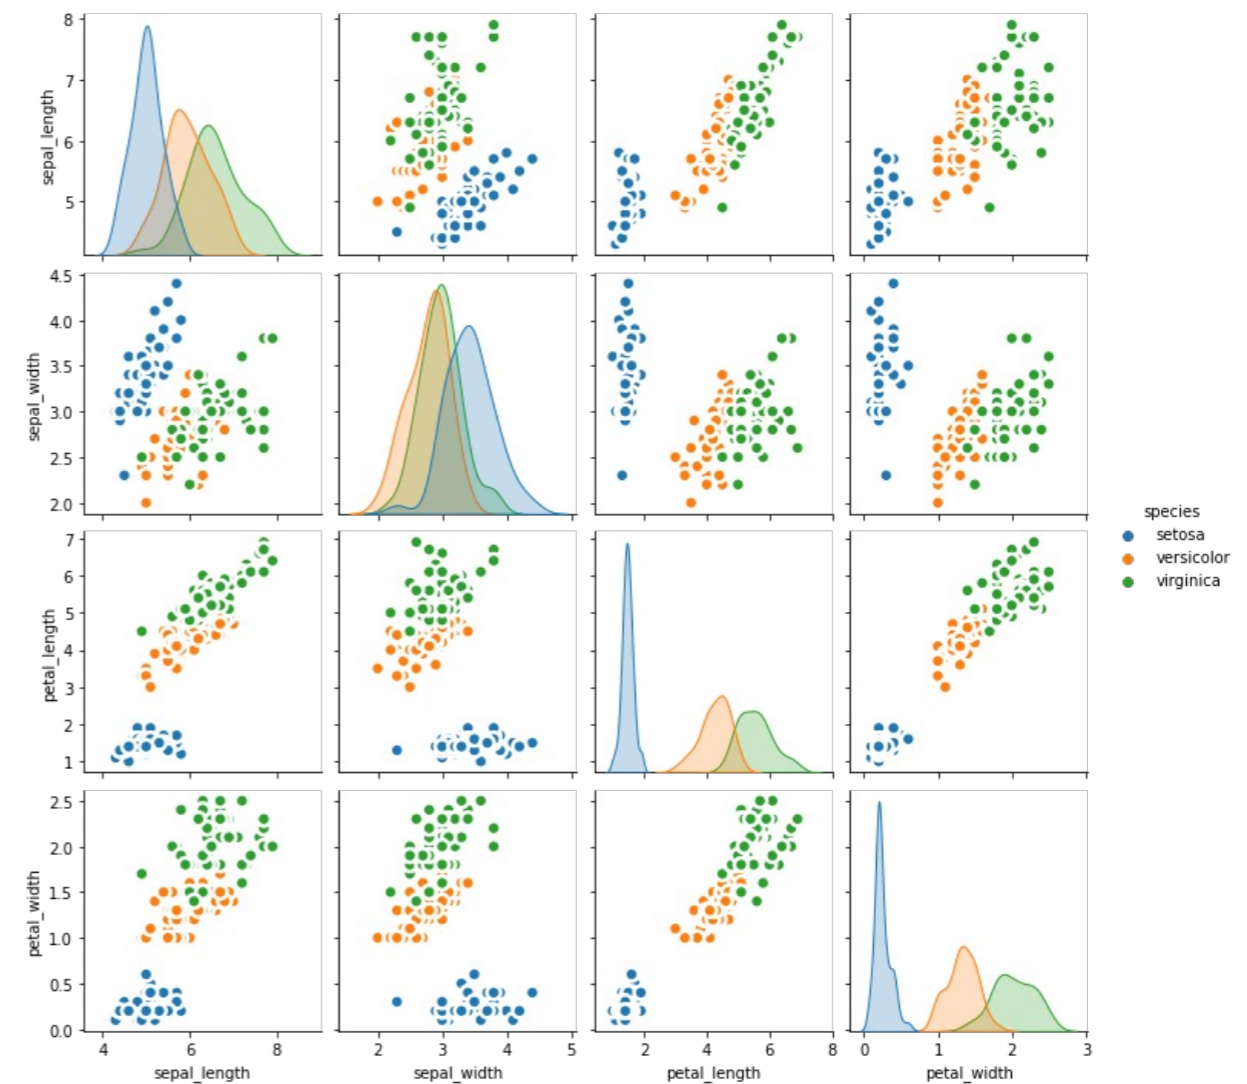 sepal_length
8
7
6
5
sepal_width
4.5
4.0
3.5
3.0
2.5
2.0
petal_length
7
6
5
4
3
2
1
petal_width
2.5
2.0
1.5
1.0
0.5
0.0
4 6 8
2 3 4 5
2 4 6 8
0 1 2 3
sepal_length
sepal_width
petal_length
petal_width
species
setosa
versicolor
virginica